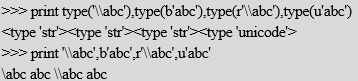 >>> print type('\\abc'),type(b'abc'),type(r'\\abc'),type(u'abc')
<type 'str'><type 'str'><type 'str'><type 'unicode'>
>>> print '\\abc',b'abc',r'\\abc',u'abc'
\abc abc \\abc abc